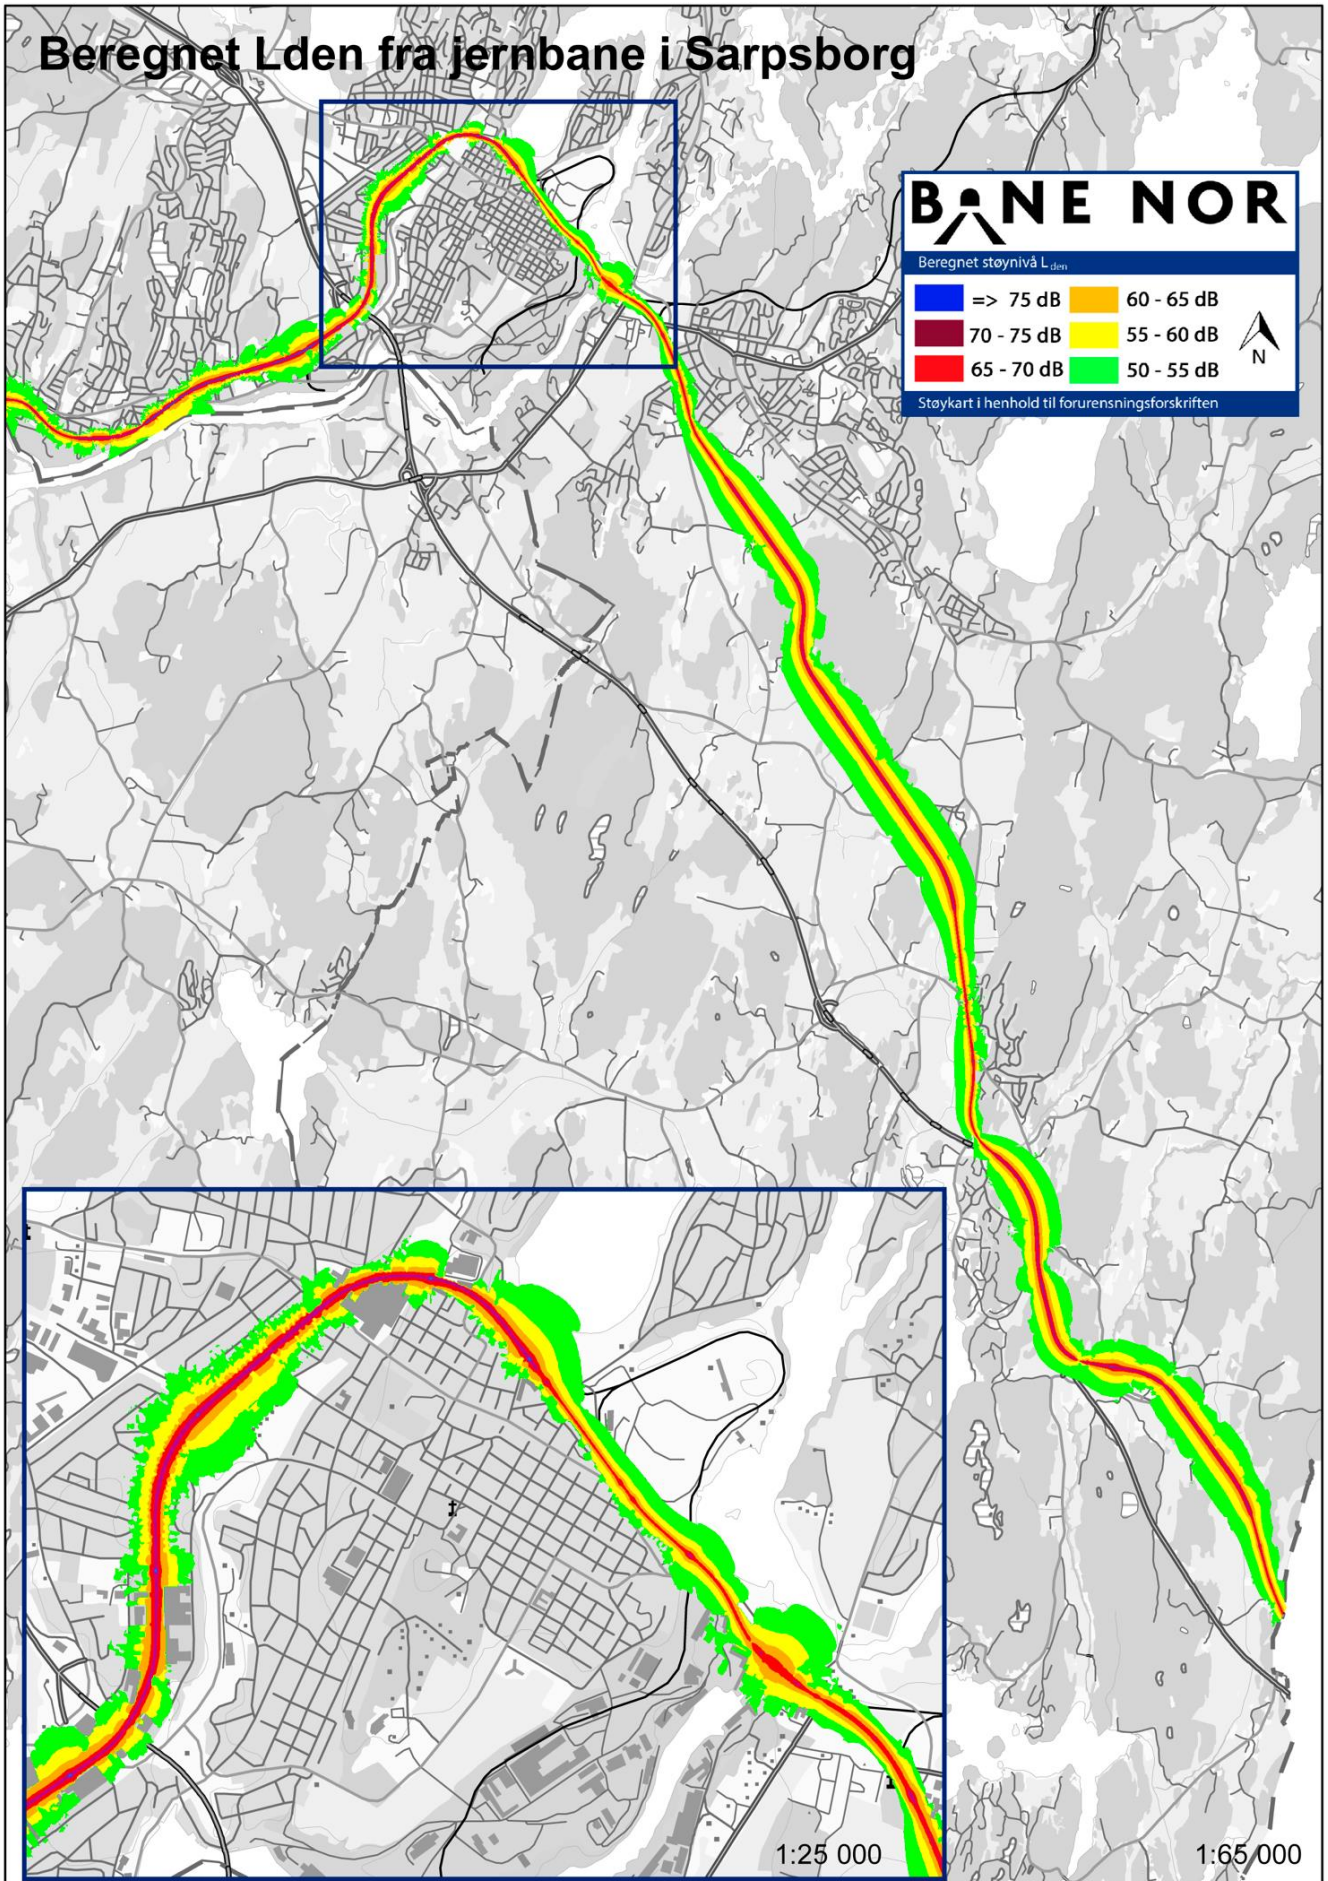 Beregnet Lden fra jernbane i Sarpsborg
BANE NOR
Beregnet støynivå Lden
=> 75 dB 60 - 65 dB
70 - 75 dB 55 - 60 dB
65 - 70 dB 50 - 55 dB
N
Støykart i henhold til forurensningsforskriften
1:25 000
1:65 000